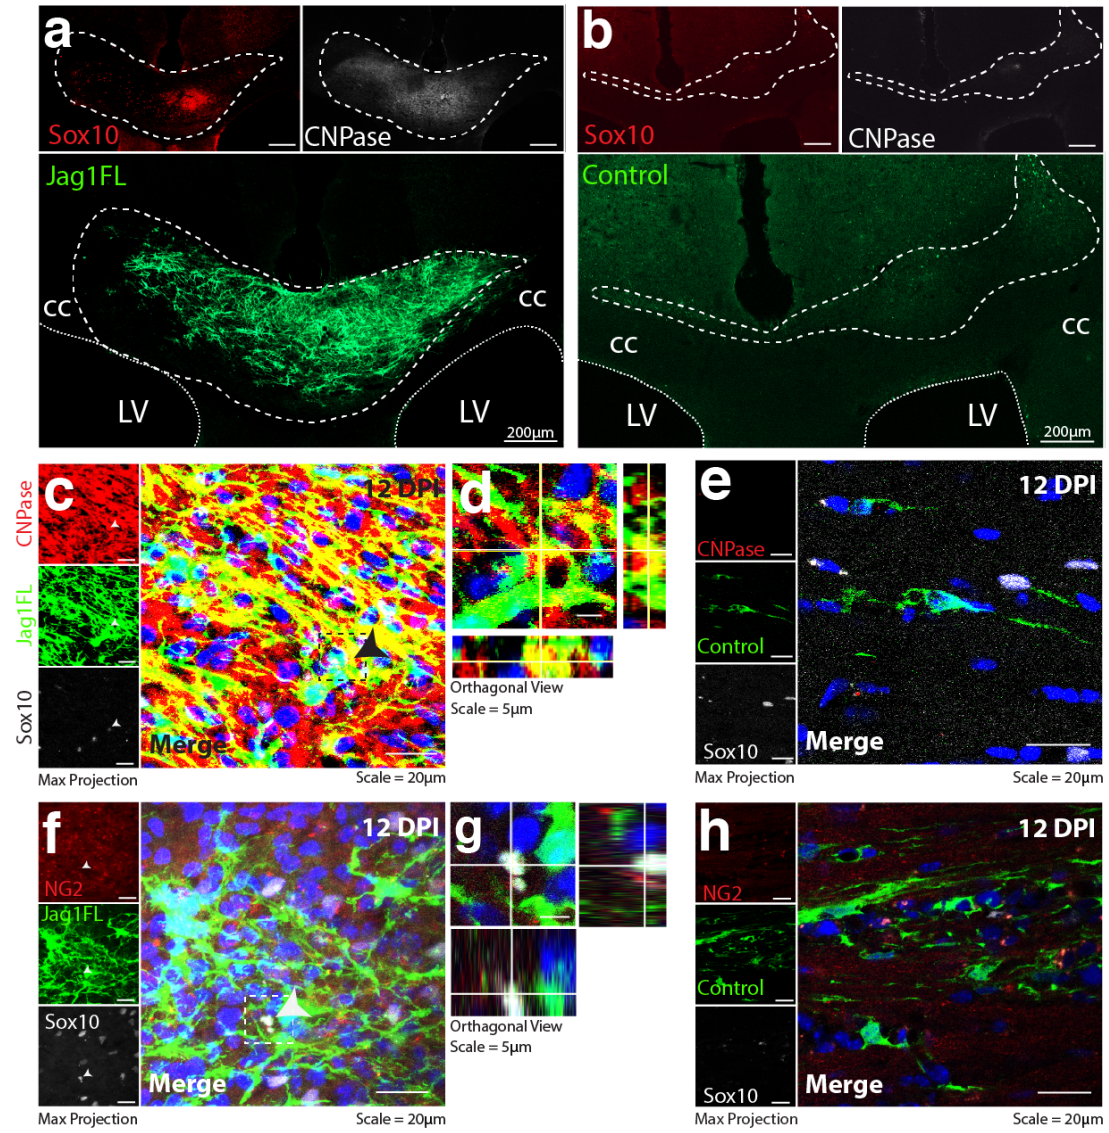 a
Sox10
CNPase
b
Sox10
CNPase
Jag1FL
cc
cc
LV
LV
200μm
Control
cc
cc
LV
LV
200μm
c
CNPase
Jag1FL
Sox10
12 DPI
Merge
Max Projection
Scale = 20μm
d
Orthagonal View
Scale = 5μm
e
CNPase
Control
Sox10
12 DPI
Merge
Max Projection
Scale = 20μm
f
NG2
Jag1FL
Sox10
12 DPI
Merge
Max Projection
Scale = 20μm
g
Orthagonal View
Scale = 5μm
h
NG2
Control
Sox10
12 DPI
Merge
Max Projection
Scale = 20μm